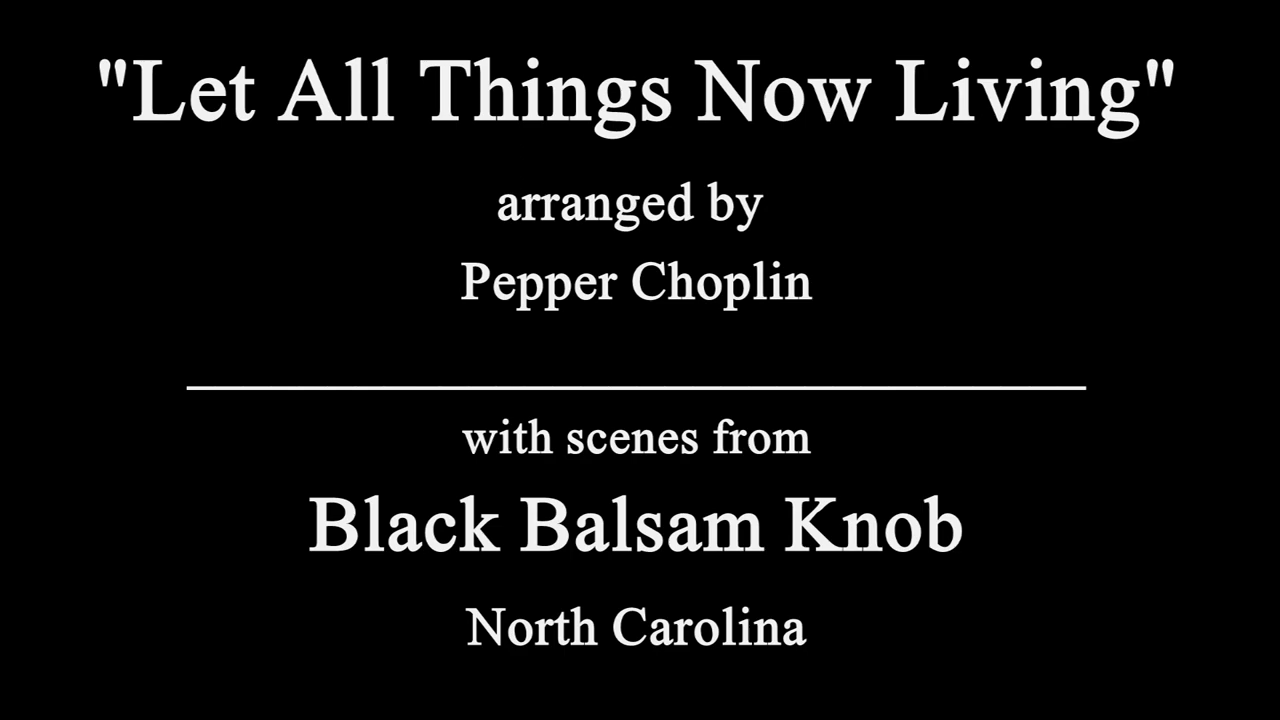 "Let All Things Now Living"
arranged by
Pepper Choplin
with scenes from
Black Balsam Knob
North Carolina